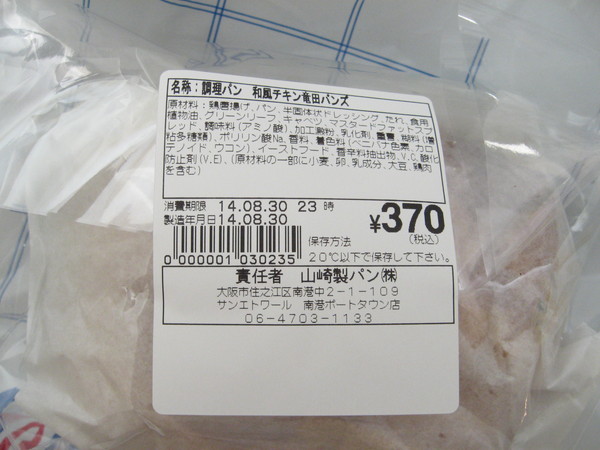 名称：調理パン 和風チキン竜田バンズ
原材料：鶏唐揚げ、パン、半固体状ドレッシング、たれ、食用
植物油、グリーンリーフ、キャベツ、マスタード、ファットスプ
レッド、調味料(アミノ酸)、加工澱粉、乳化剤、重曹、糊料(増
粘多糖類)、ポリリン酸Na、香料、着色料(ベニバナ色素、カロ
テノイド、ウコン)、イーストフード、香辛料抽出物、V.C、酸化
防止剤(V.E)、(原材料の一部に小麦、卵、乳成分、大豆、鶏肉
を含む)
消費期限 14.08.30 23時
製造年月日14.08.30
¥370
(税込)
0 000001 030235
保存方法
20℃以下で保存して下さい。
責任者 山崎製パン㈱
大阪市住之江区南港中2-1-109
サンエトワール 南港ポートタウン店
06-4703-1133